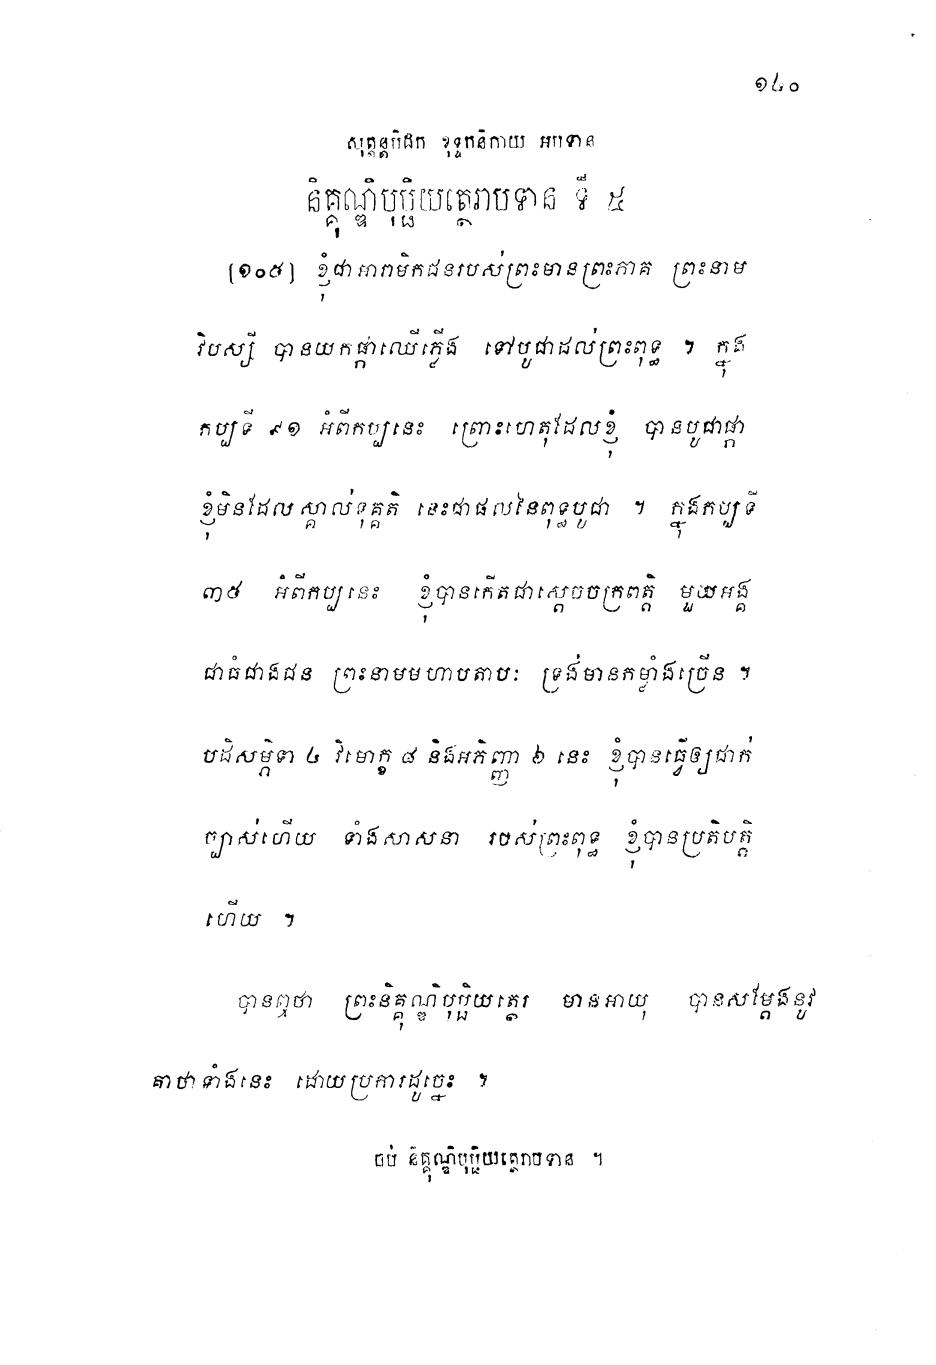 ១៤០
សុត្តន្តបិដក ខុទ្ទកនិកាយ អបទាន
និគ្គុណ្ឌិបុប្ផិយត្ថេរាបទាន ទី ៥
[១០៥] ខ្ញុំជាអារាមិកជនរបស់ព្រះមានព្រះភាគ ព្រះនាម
វិបស្សី បានយកផ្កាឈើភ្លើង ទៅបូជាដល់ព្រះពុទ្ធ ។ ក្នុង
កប្បទី ៩១ អំពីកប្បនេះ ព្រោះហេតុដែលខ្ញុំ បានបូជាផ្កា
ខ្ញុំមិនដែលស្គាល់ទុគ្គតិ នេះជាផលនៃពុទ្ធបូជា ។ ក្នុងកប្បទី
៣៥ អំពីកប្បនេះ ខ្ញុំបានកើតជាស្តេចចក្រពត្តិ មួយអង្គ
ជាធំជាងជន ព្រះនាមមហាបតាបៈ ទ្រង់មានកម្លាំងច្រើន ។
បដិសម្ភិទា ៤ វិមោក្ខ ៨ និងអភិញ្ញា ៦ នេះ ខ្ញុំបានធ្វើឲ្យជាក់
ច្បាស់ហើយ ទាំងសាសនា របស់ព្រះពុទ្ធ ខ្ញុំបានប្រតិបត្តិ
ហើយ ។
បានឮថា ព្រះនិគ្គុណ្ឌិបុប្ផិយត្ថេរ មានអាយុ បានសម្តែងនូវ
គាថាទាំងនេះ ដោយប្រការដូច្នេះ ។
ចប់ និគ្គុណ្ឌិបុប្ផិយត្ថេរាបទាន ។